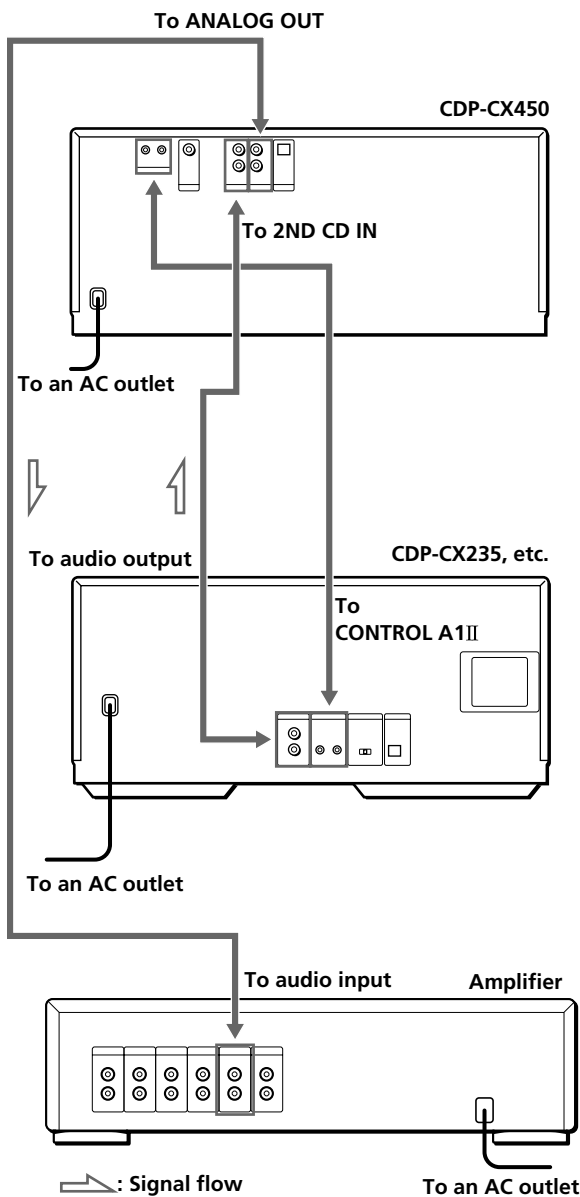 To ANALOG OUT
CDP-CX450
To 2ND CD IN
To an AC outlet
To audio output
CDP-CX235, etc.
To
CONTROL A1Ⅱ
To an AC outlet
To audio input
Amplifier
: Signal flow
To an AC outlet